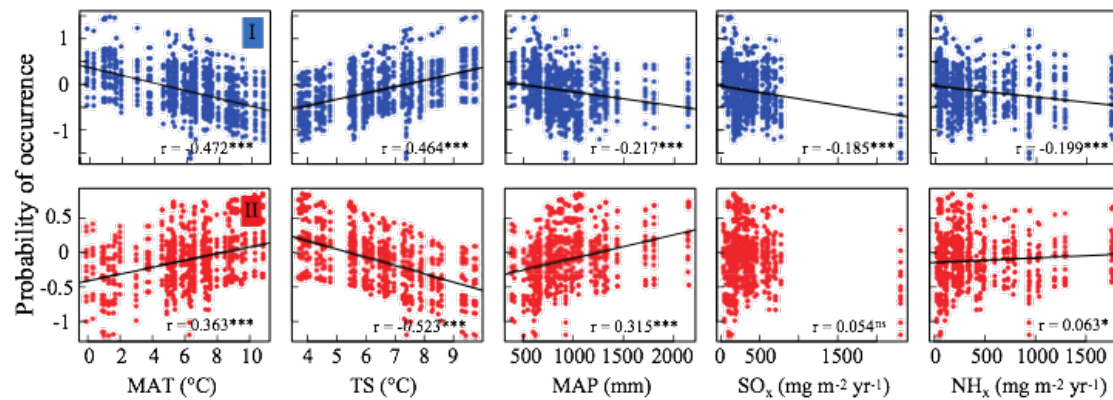 Probability of occurrence
1
0
-1
I
r = -0.472***
r = 0.464***
r = -0.217***
r = -0.185***
r = -0.199***
0.5
0
-0.5
-1
II
r = 0.363***
r = -0.523***
r = 0.315***
r = 0.054ns
r = 0.063*
0 2 4 6 8 10
4 5 6 7 8 9
500 1000 1500 2000
0 500 1500
0 500 1000 1500
MAT (°C)
TS (°C)
MAP (mm)
SOx (mg m-2 yr-1)
NHx (mg m-2 yr-1)